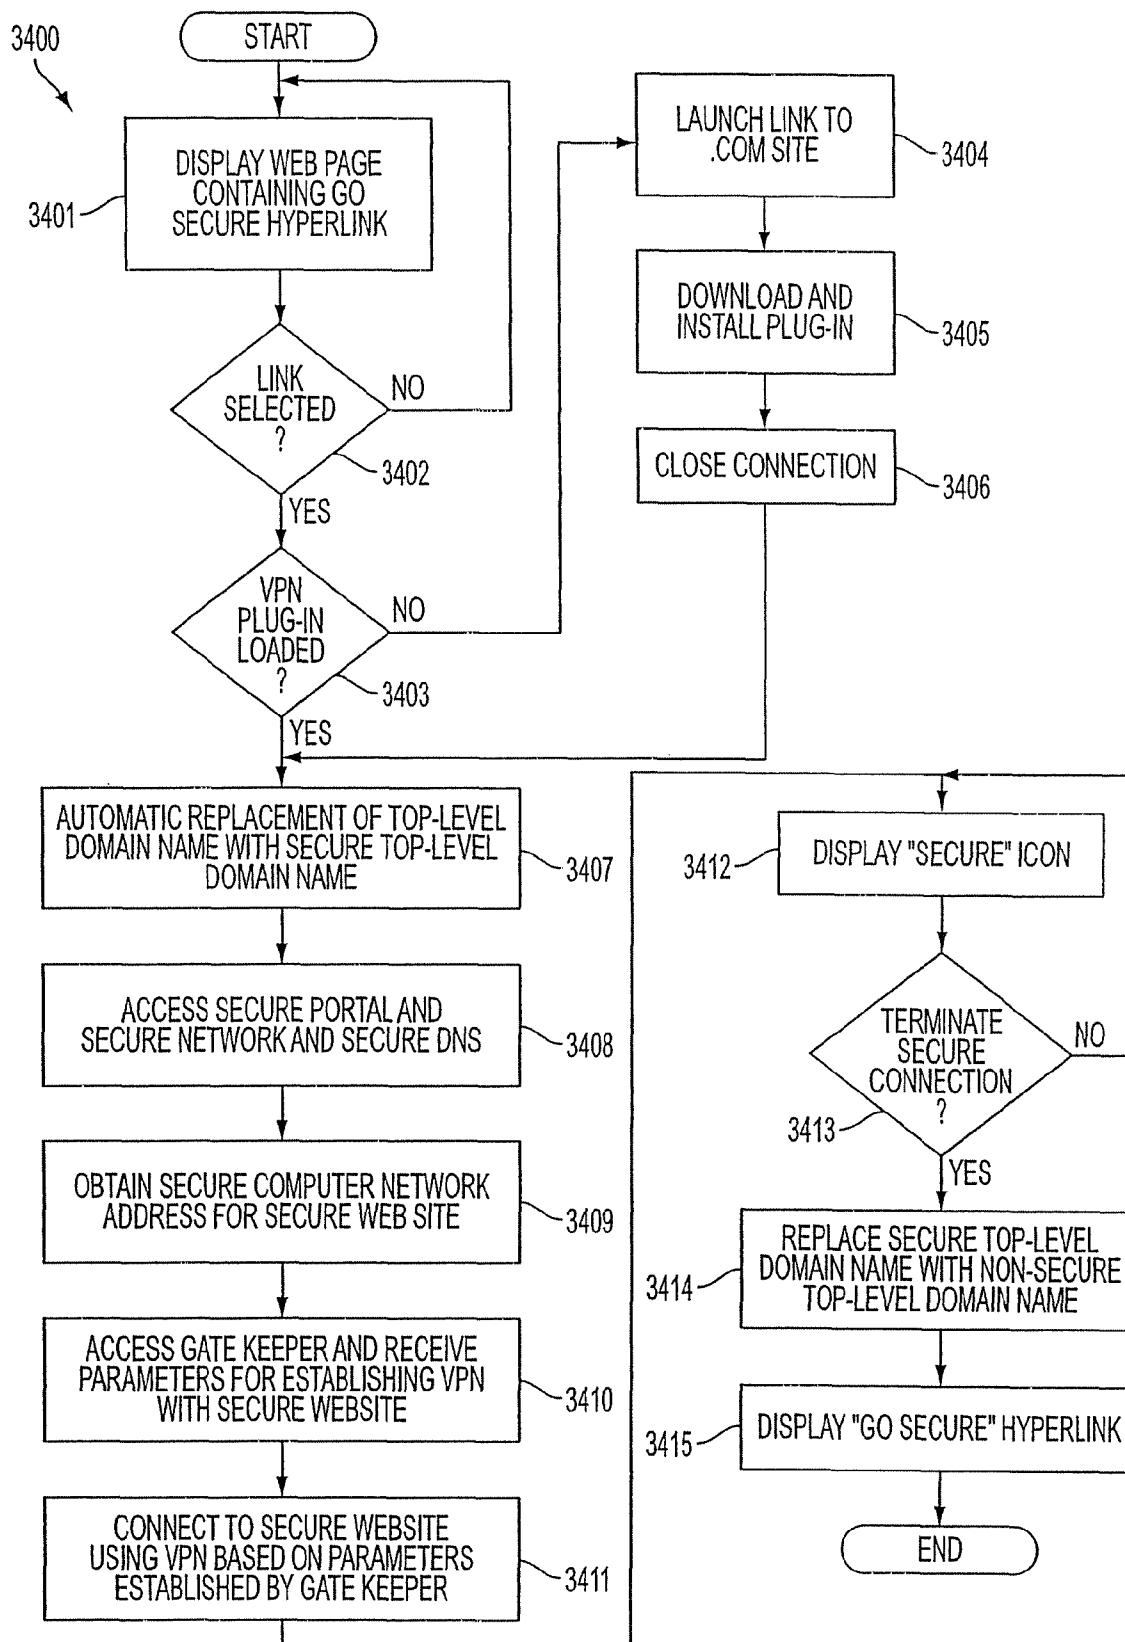 3400
START
3401
DISPLAY WEB PAGE
CONTAINING GO
SECURE HYPERLINK
LINK
SELECTED
?
NO
3402
YES
VPN
PLUG-IN
LOADED
?
NO
3403
YES
LAUNCH LINK TO
.COM SITE
3404
DOWNLOAD AND
INSTALL PLUG-IN
3405
CLOSE CONNECTION
3406
AUTOMATIC REPLACEMENT OF TOP-LEVEL
DOMAIN NAME WITH SECURE TOP-LEVEL
DOMAIN NAME
3407
ACCESS SECURE PORTAL AND
SECURE NETWORK AND SECURE DNS
3408
OBTAIN SECURE COMPUTER NETWORK
ADDRESS FOR SECURE WEB SITE
3409
ACCESS GATE KEEPER AND RECEIVE
PARAMETERS FOR ESTABLISHING VPN
WITH SECURE WEBSITE
3410
CONNECT TO SECURE WEBSITE
USING VPN BASED ON PARAMETERS
ESTABLISHED BY GATE KEEPER
3411
3412
DISPLAY "SECURE" ICON
TERMINATE
SECURE
CONNECTION
?
NO
3413
YES
3414
REPLACE SECURE TOP-LEVEL
DOMAIN NAME WITH NON-SECURE
TOP-LEVEL DOMAIN NAME
3415
DISPLAY "GO SECURE" HYPERLINK
END